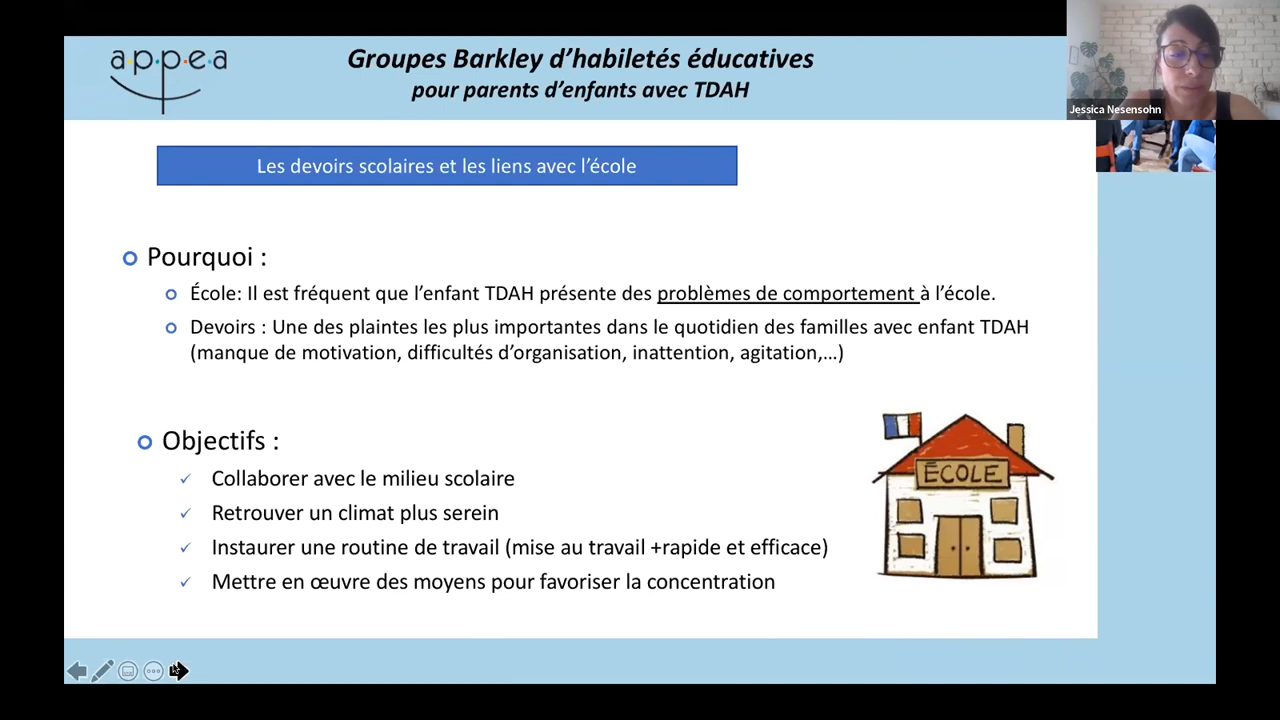 a·p·p·e·a
Groupes Barkley d’habiletés éducatives
pour parents d’enfants avec TDAH
Jessica Nesensohn
Les devoirs scolaires et les liens avec l’école
Pourquoi :
École: Il est fréquent que l’enfant TDAH présente des problèmes de comportement à l’école.
Devoirs : Une des plaintes les plus importantes dans le quotidien des familles avec enfant TDAH
(manque de motivation, difficultés d’organisation, inattention, agitation,…)
Objectifs :
Collaborer avec le milieu scolaire
Retrouver un climat plus serein
Instaurer une routine de travail (mise au travail +rapide et efficace)
Mettre en œuvre des moyens pour favoriser la concentration
ÉCOLE